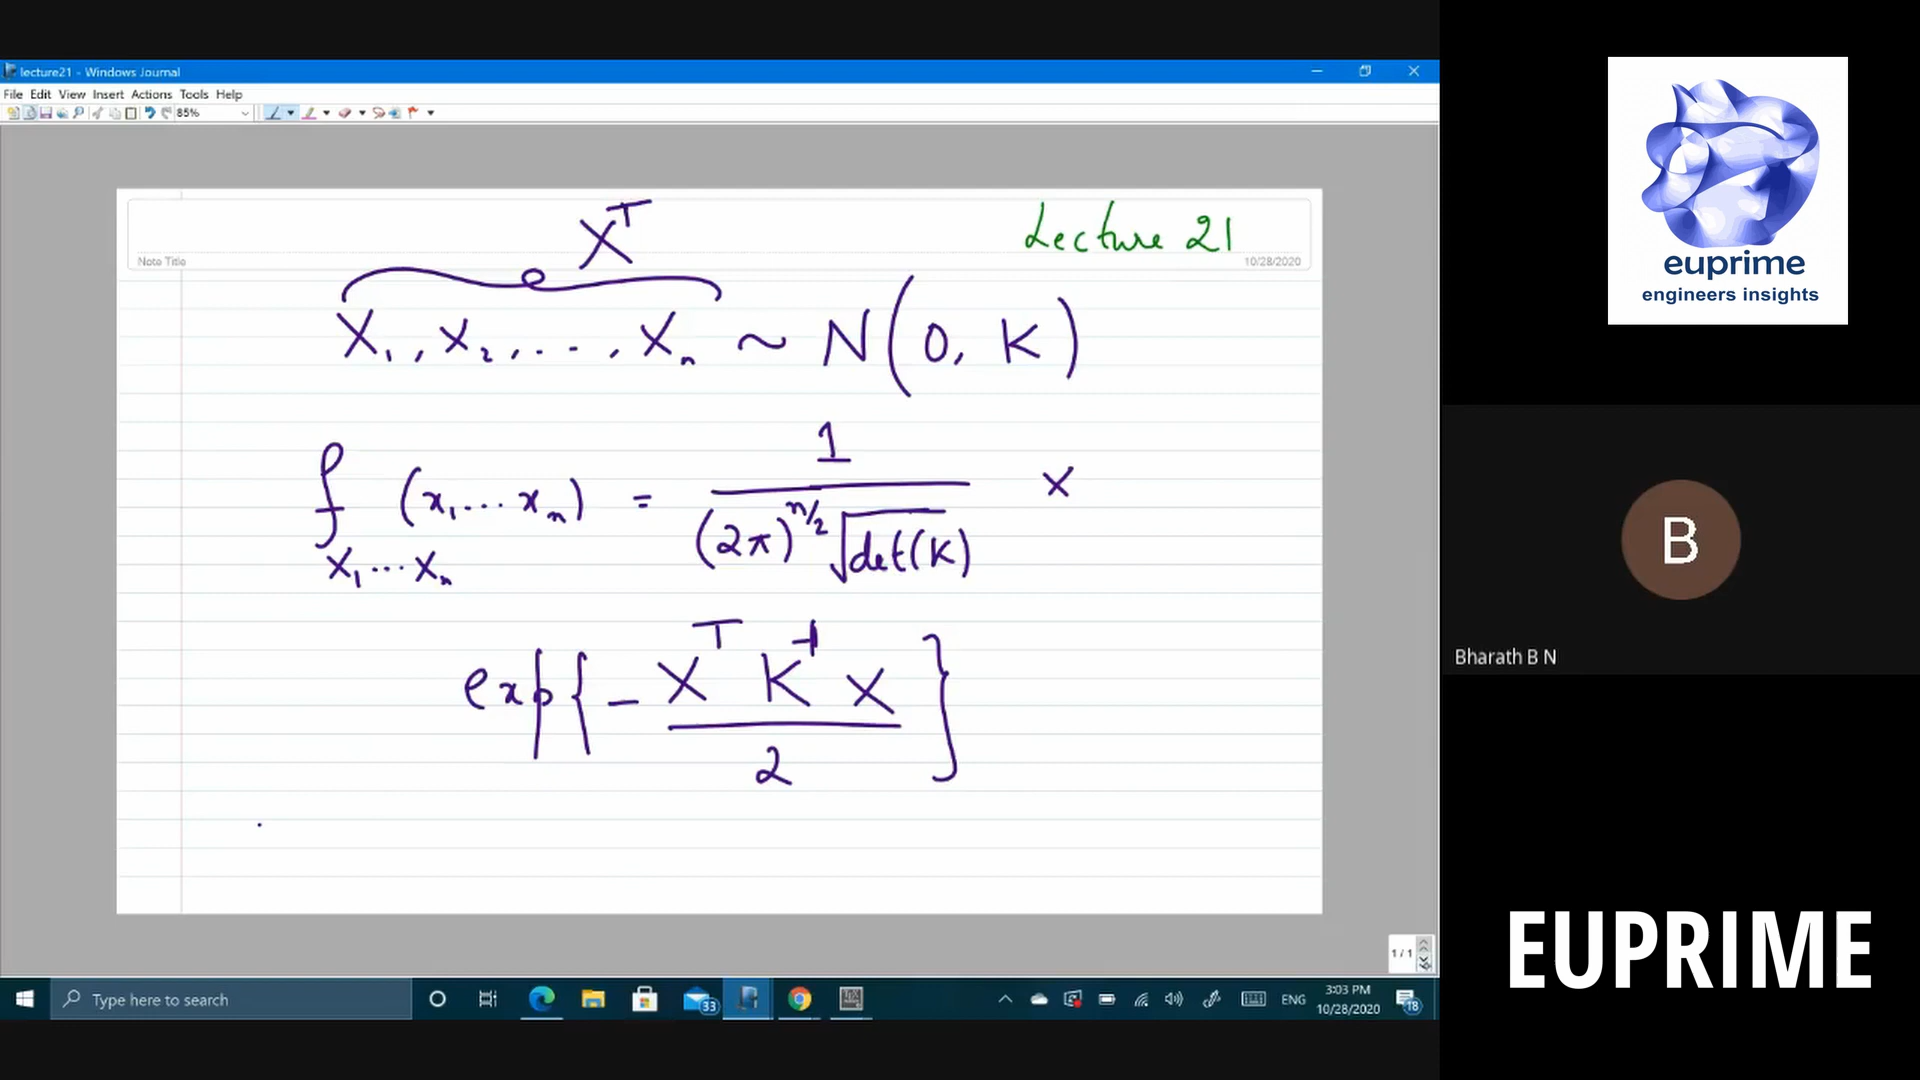 lecture21 - Windows Journal
File Edit View Insert Actions Tools Help
85%
X^T
Lecture 21
Note Title
10/28/2020
X₁, X₂, . - . , Xₙ ~ N(0, K)
f_{X₁...Xₙ} (x₁...xₙ) = 1 / ((2π)^{n/2} √det(K)) ×
exp{ - X^T K^{-1} X / 2 }
1 / 1
Type here to search
33
ENG
3:03 PM
10/28/2020
18
euprime
engineers insights
B
Bharath B N
EUPRIME